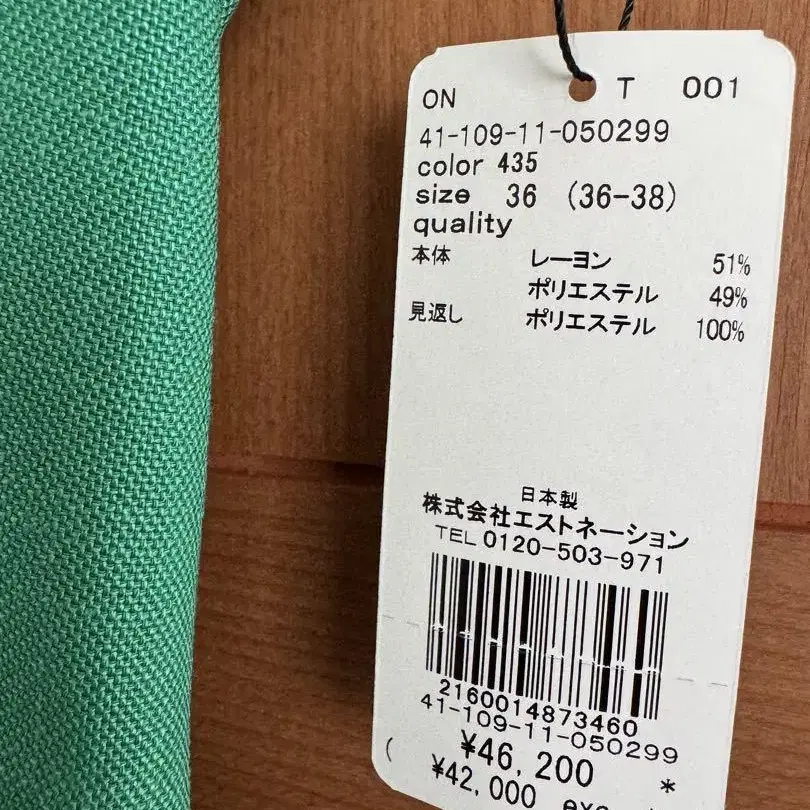 ON T 001
41-109-11-050299
color 435
size 36 (36-38)
quality
本体 レーヨン 51%
ポリエステル 49%
見返し ポリエステル 100%
日本製
株式会社エストネーション
TEL 0120-503-971
2160014873460
41-109-11-050299
¥46,200 *
( ¥42,000